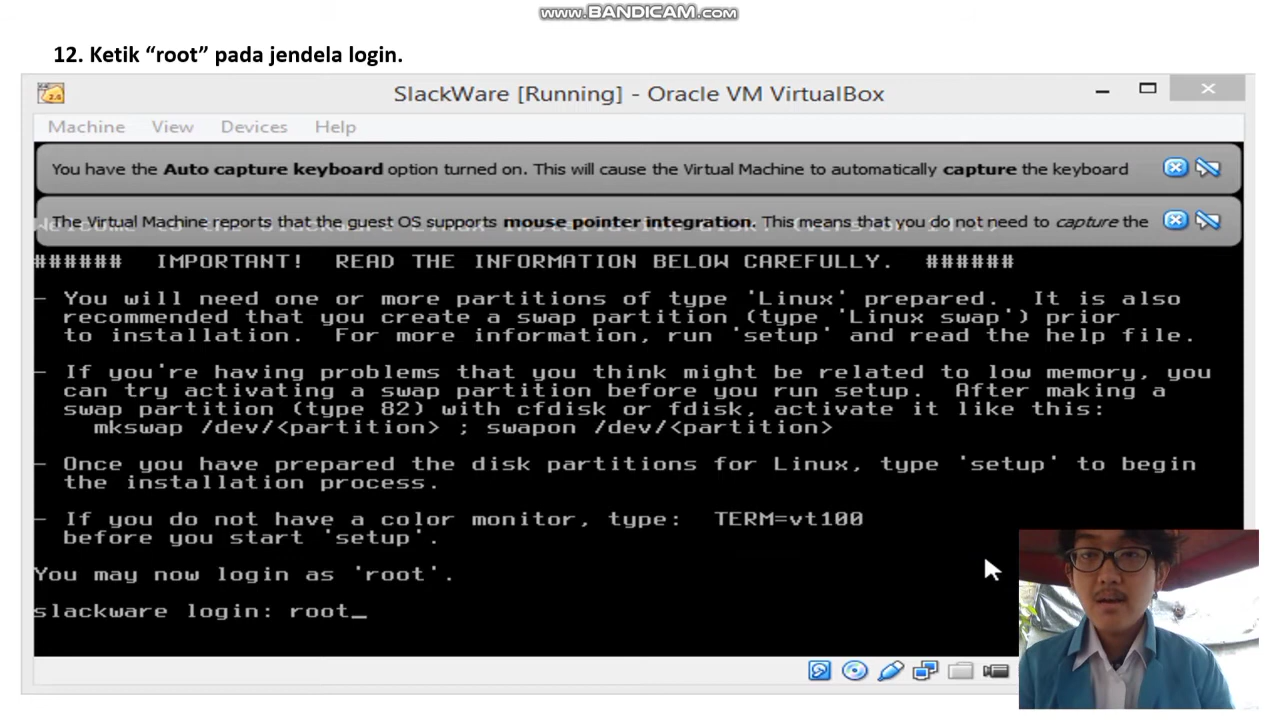 www.BANDICAM.com
12. Ketik “root” pada jendela login.
SlackWare [Running] - Oracle VM VirtualBox
Machine View Devices Help
You have the Auto capture keyboard option turned on. This will cause the Virtual Machine to automatically capture the keyboard
The Virtual Machine reports that the guest OS supports mouse pointer integration. This means that you do not need to capture the
###### IMPORTANT! READ THE INFORMATION BELOW CAREFULLY. ######
- You will need one or more partitions of type 'Linux' prepared. It is also
recommended that you create a swap partition (type 'Linux swap') prior
to installation. For more information, run 'setup' and read the help file.
- If you're having problems that you think might be related to low memory, you
can try activating a swap partition before you run setup. After making a
swap partition (type 82) with cfdisk or fdisk, activate it like this:
mkswap /dev/<partition> ; swapon /dev/<partition>
- Once you have prepared the disk partitions for Linux, type 'setup' to begin
the installation process.
- If you do not have a color monitor, type: TERM=vt100
before you start 'setup'.
You may now login as 'root'.
slackware login: root_